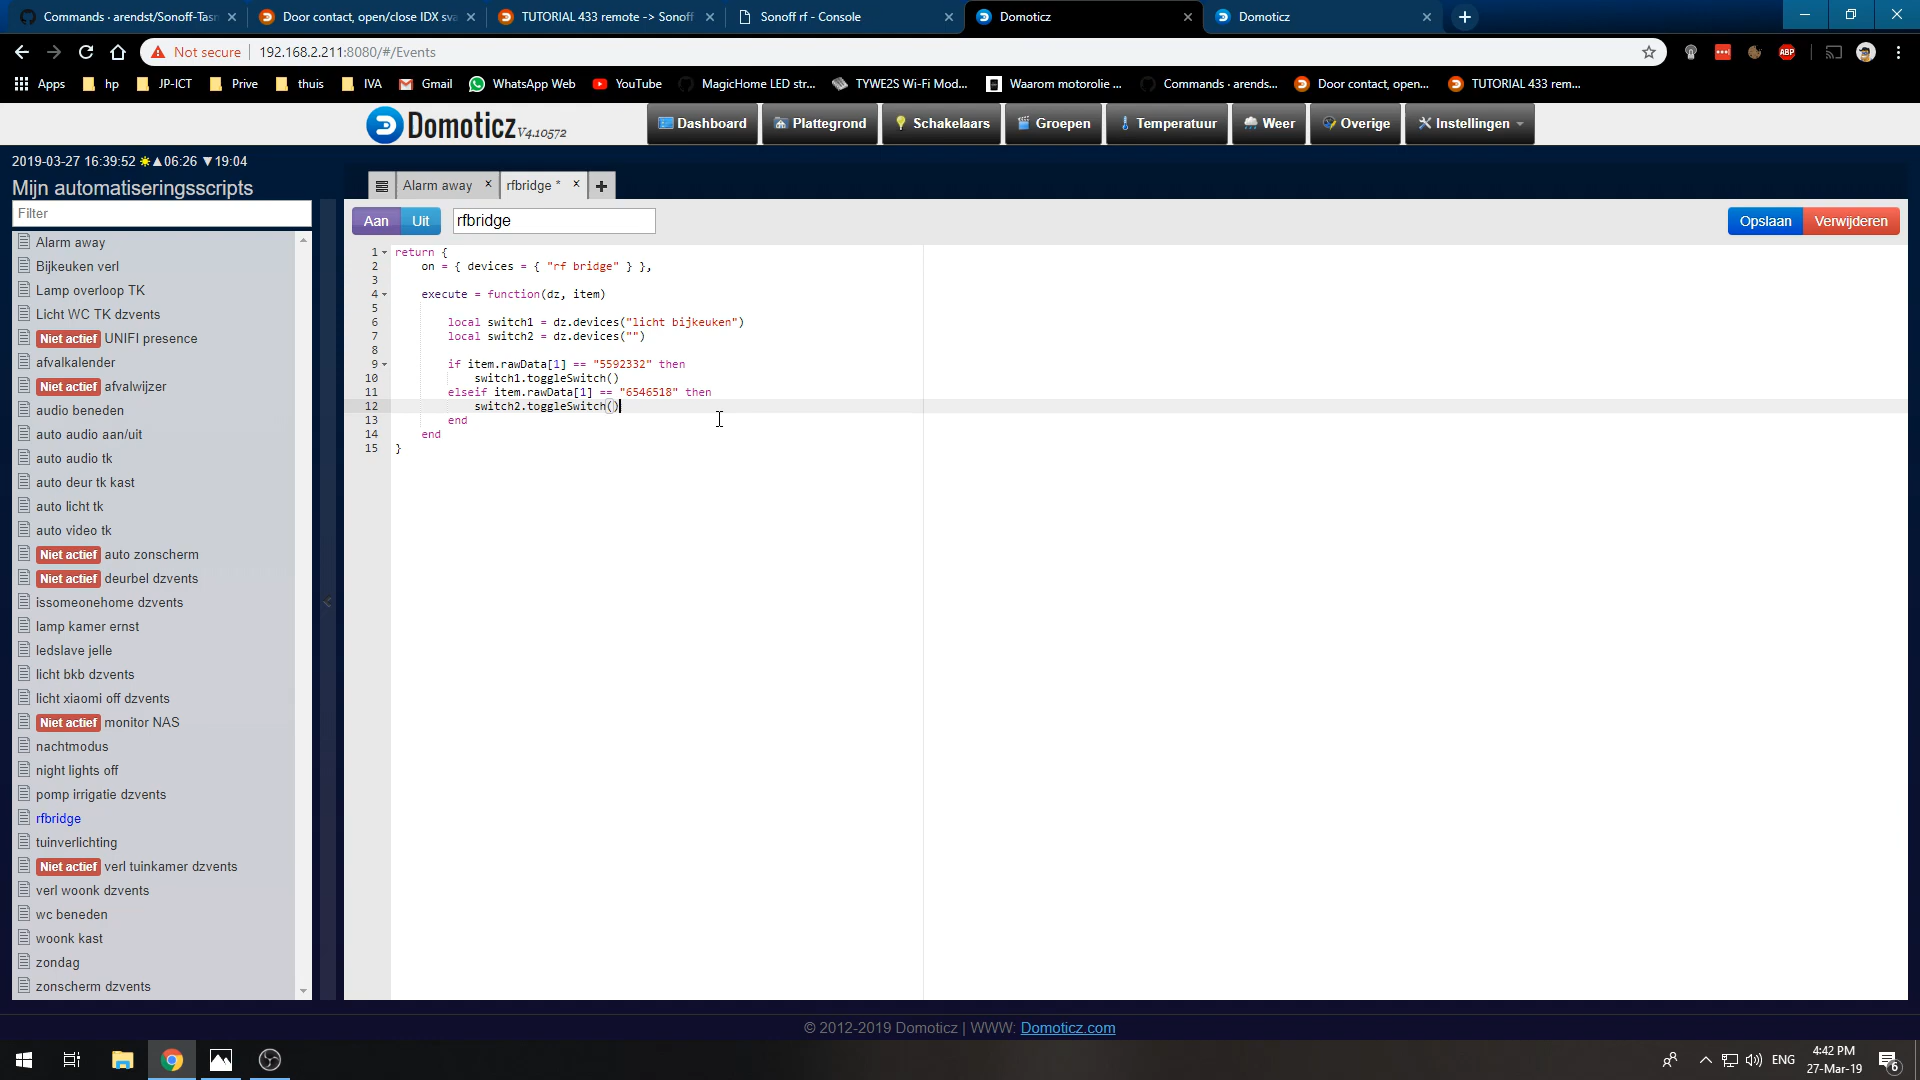 Commands · arendst/Sonoff-Tasn
Door contact, open/close IDX sva
TUTORIAL 433 remote -> Sonoff
Sonoff rf - Console
Domoticz
Domoticz
Not secure
192.168.2.211:8080/#/Events
Apps
hp
JP-ICT
Prive
thuis
IVA
Gmail
WhatsApp Web
YouTube
MagicHome LED str...
TYWE2S Wi-Fi Mod...
Waarom motorolie ...
Commands · arends...
Door contact, open...
TUTORIAL 433 rem...
ABP
Domoticz V4.10572
Dashboard
Plattegrond
Schakelaars
Groepen
Temperatuur
Weer
Overige
Instellingen
2019-03-27 16:39:52 ☀▲06:26 ▼19:04
Mijn automatiseringsscripts
Filter
Alarm away
Bijkeuken verl
Lamp overloop TK
Licht WC TK dzvents
Niet actief UNIFI presence
afvalkalender
Niet actief afvalwijzer
audio beneden
auto audio aan/uit
auto audio tk
auto deur tk kast
auto licht tk
auto video tk
Niet actief auto zonscherm
Niet actief deurbel dzvents
issomeonehome dzvents
lamp kamer ernst
ledslave jelle
licht bkb dzvents
licht xiaomi off dzvents
Niet actief monitor NAS
nachtmodus
night lights off
pomp irrigatie dzvents
rfbridge
tuinverlichting
Niet actief verl tuinkamer dzvents
verl woonk dzvents
wc beneden
woonk kast
zondag
zonscherm dzvents
Alarm away ×
rfbridge * ×
Aan
Uit
rfbridge
Opslaan
Verwijderen
1 return {
2 on = { devices = { "rf bridge" } },
3
4 execute = function(dz, item)
5
6 local switch1 = dz.devices("licht bijkeuken")
7 local switch2 = dz.devices("")
8
9 if item.rawData[1] == "5592332" then
10 switch1.toggleSwitch()
11 elseif item.rawData[1] == "6546518" then
12 switch2.toggleSwitch()
13 end
14 end
15 }
© 2012-2019 Domoticz | WWW: Domoticz.com
ENG
4:42 PM
27-Mar-19
6